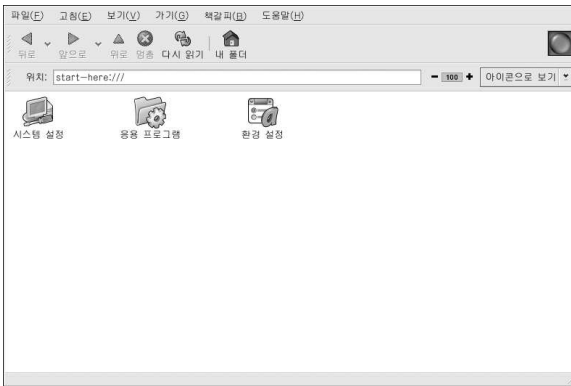 파일(F) 고침(E) 보기(V) 가기(G) 책갈피(B) 도움말(H)
뒤로 앞으로 위로 멈춤 다시 읽기 내 폴더
위치: start-here:/// 100 아이콘으로 보기
시스템 설정 응용 프로그램 환경 설정